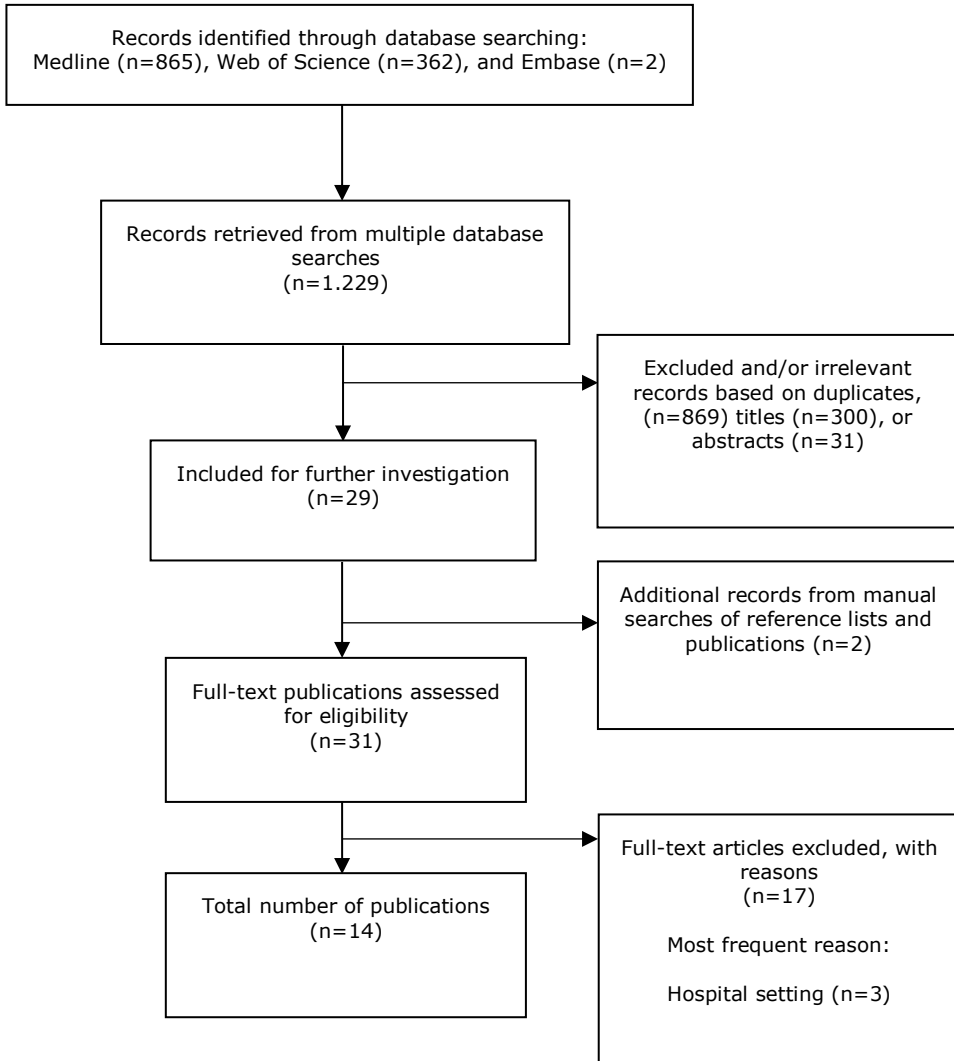 Records identified through database searching:
Medline (n=865), Web of Science (n=362), and Embase (n=2)
Records retrieved from multiple database
searches
(n=1.229)
Excluded and/or irrelevant
records based on duplicates,
(n=869) titles (n=300), or
abstracts (n=31)
Included for further investigation
(n=29)
Additional records from manual
searches of reference lists and
publications (n=2)
Full-text publications assessed
for eligibility
(n=31)
Full-text articles excluded, with
reasons
(n=17)
Most frequent reason:
Hospital setting (n=3)
Total number of publications
(n=14)